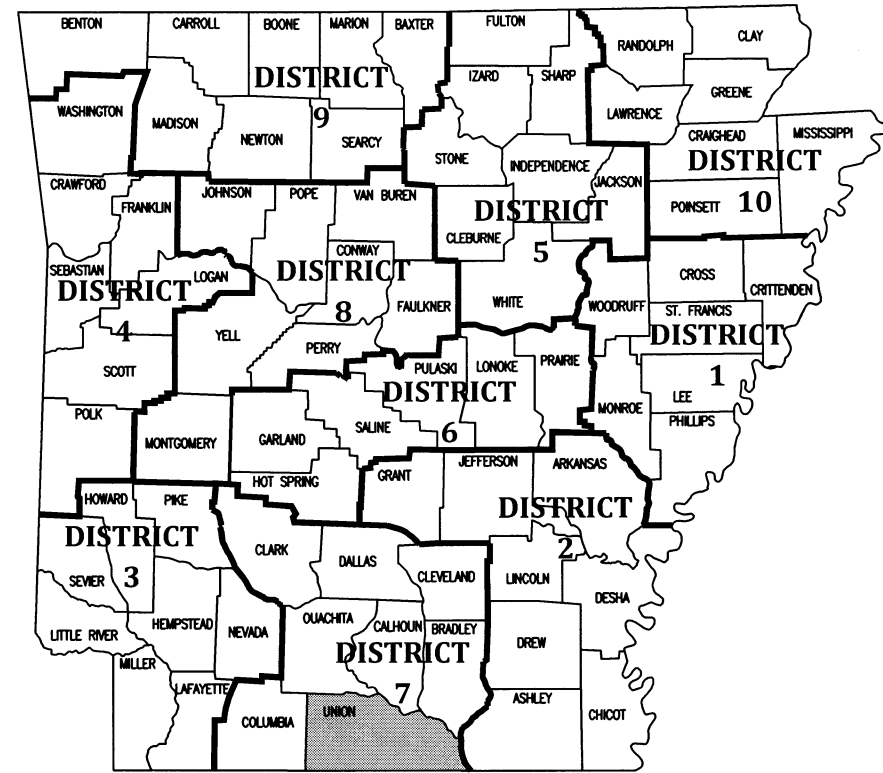 BENTON CARROLL BOONE MARION BAXTER FULTON
RANDOLPH CLAY
DISTRICT
9
IZARD SHARP
GREENE
WASHINGTON
MADISON
NEWTON
SEARCY
LAWRENCE
CRAIGHEAD MISSISSIPPI
DISTRICT
10
STONE
INDEPENDENCE
JACKSON
POINSETT
CRAWFORD
FRANKLIN
JOHNSON POPE VAN BUREN
DISTRICT
5
CLEBURNE
CONWAY
SEBASTIAN
LOGAN
DISTRICT
4
DISTRICT
8
FAULKNER
WHITE
WOODRUFF
CROSS
CRITTENDEN
ST. FRANCIS
DISTRICT
1
YELL
PERRY
SCOTT
PULASKI LONOKE PRAIRIE
DISTRICT
6
LEE
MONROE
PHILLIPS
POLK
MONTGOMERY
GARLAND
SALINE
HOT SPRING
GRANT
JEFFERSON
ARKANSAS
DISTRICT
2
HOWARD PIKE
DISTRICT
3
SEVIER
CLARK
DALLAS
CLEVELAND
LINCOLN
DESHA
LITTLE RIVER
HEMPSTEAD
NEVADA
OUACHITA
CALHOUN
BRADLEY
DISTRICT
7
DREW
MILLER
LAFAYETTE
COLUMBIA
UNION
ASHLEY
CHICOT